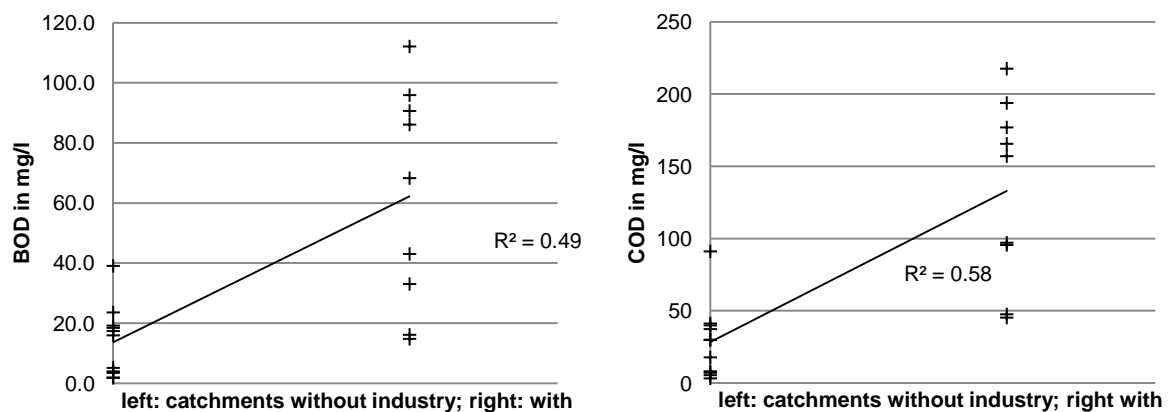 120.0
100.0
80.0
60.0
40.0
20.0
0.0
BOD in mg/l
R² = 0.49
left: catchments without industry; right: with
250
200
150
100
50
0
COD in mg/l
R² = 0.58
left: catchments without industry; right with